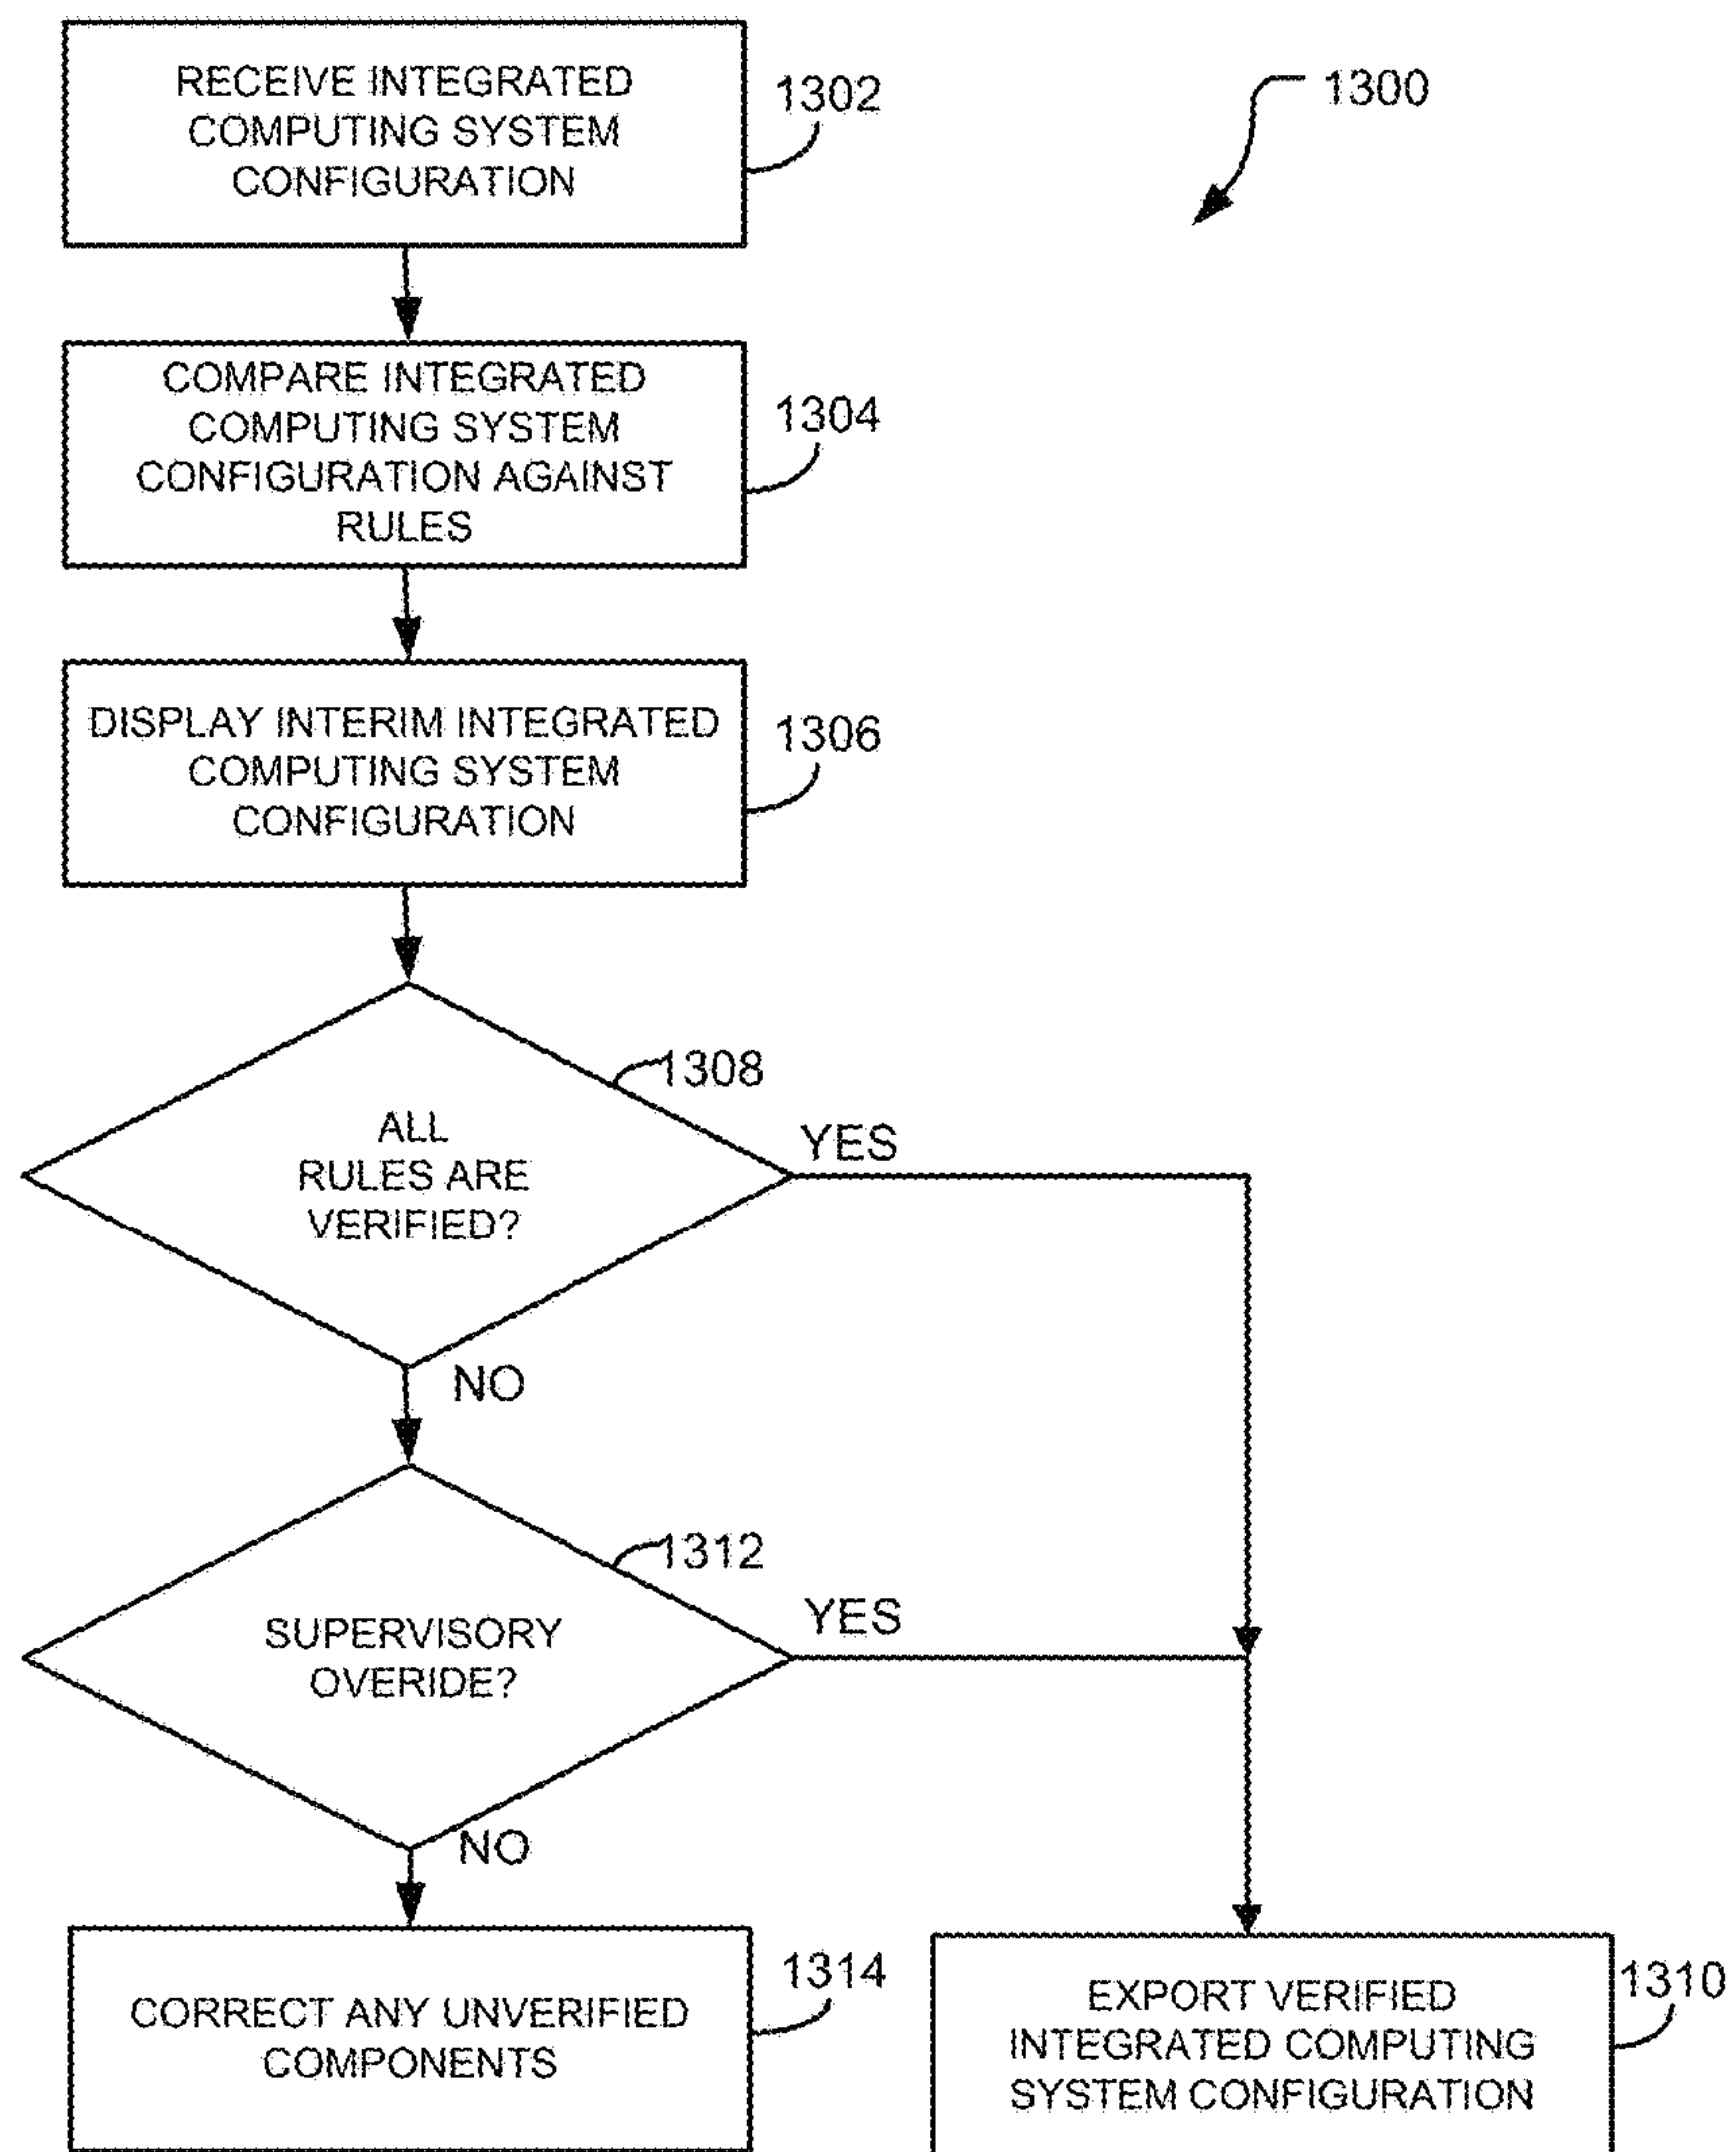 RECEIVE INTEGRATED
COMPUTING SYSTEM
CONFIGURATION
1302
1300
COMPARE INTEGRATED
COMPUTING SYSTEM
CONFIGURATION AGAINST
RULES
1304
DISPLAY INTERIM INTEGRATED
COMPUTING SYSTEM
CONFIGURATION
1306
1308
ALL
RULES ARE
VERIFIED?
YES
NO
1312
SUPERVISORY
OVERIDE?
YES
NO
CORRECT ANY UNVERIFIED
COMPONENTS
1314
EXPORT VERIFIED
INTEGRATED COMPUTING
SYSTEM CONFIGURATION
1310